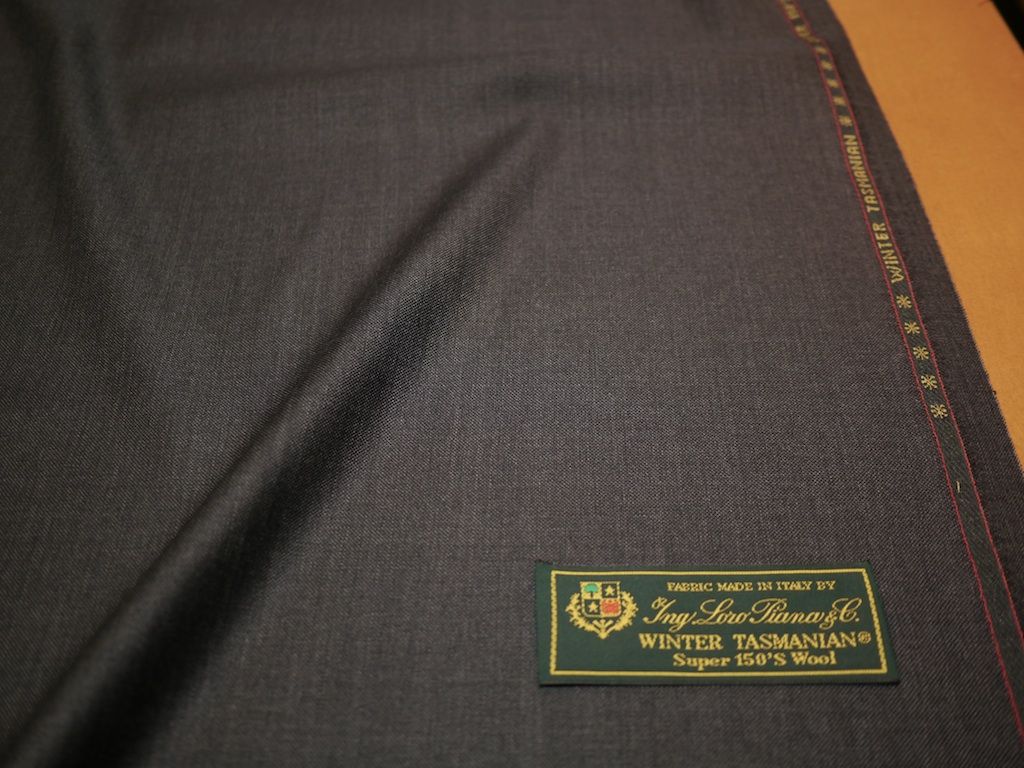 WINTER TASMANIAN ✳ ✳ ✳ ✳ ✳
FABRIC MADE IN ITALY BY
Ing. Loro Piana & C.
WINTER TASMANIAN®
Super 150'S Wool